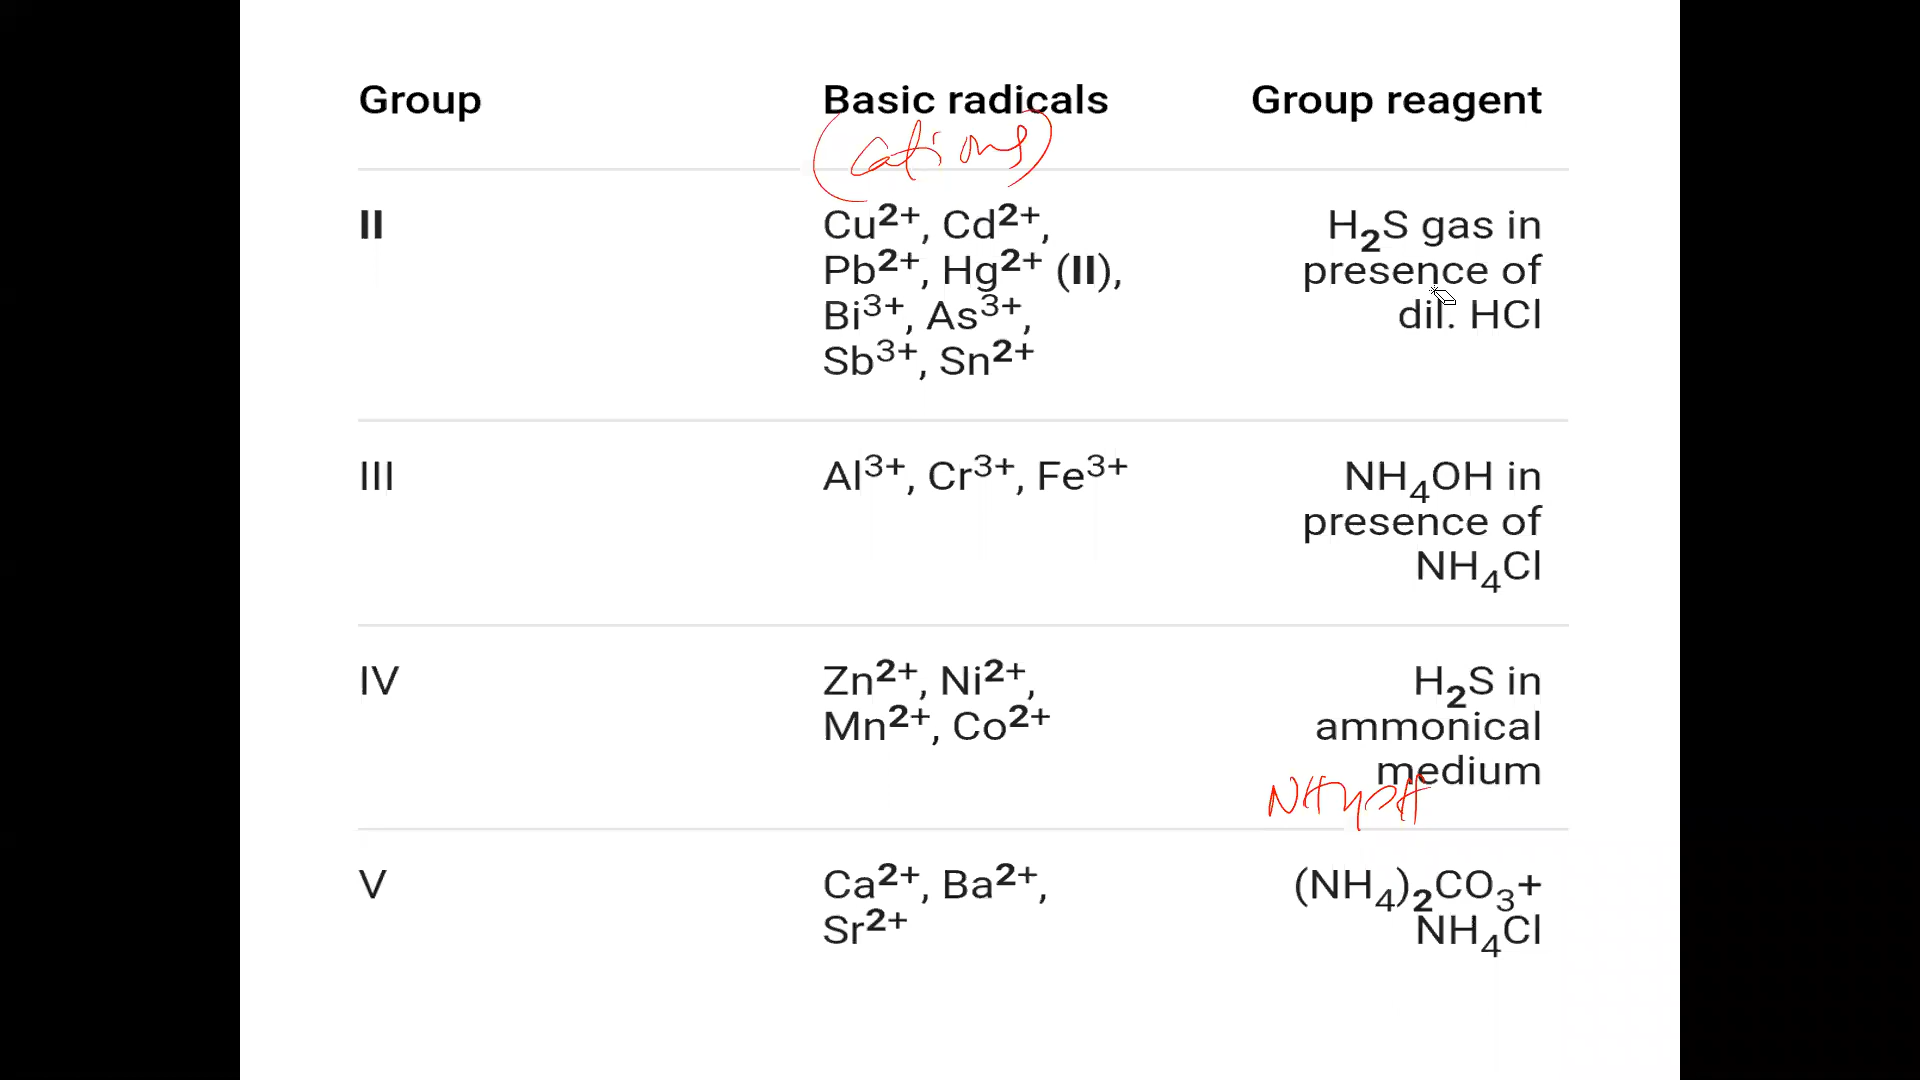 Group Basic radicals Group reagent
(cations)
II Cu2+, Cd2+, H2S gas in
Pb2+, Hg2+ (II), presence of
Bi3+, As3+, dil. HCl
Sb3+, Sn2+
III Al3+, Cr3+, Fe3+ NH4OH in
presence of
NH4Cl
IV Zn2+, Ni2+, H2S in
Mn2+, Co2+ ammonical
medium
NH4OH
V Ca2+, Ba2+, (NH4)2CO3+
Sr2+ NH4Cl